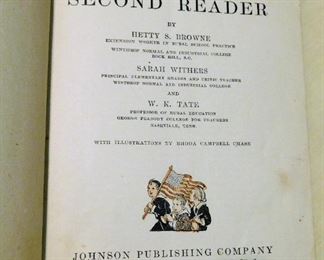 SECOND READER
BY
HETTY S. BROWNE
EXTENSION WORKER IN RURAL SCHOOL PRACTICE
WINTHROP NORMAL AND INDUSTRIAL COLLEGE
ROCK HILL, S.C.
SARAH WITHERS
PRINCIPAL ELEMENTARY GRADES AND CRITIC TEACHER
WINTHROP NORMAL AND INDUSTRIAL COLLEGE
AND
W. K. TATE
PROFESSOR OF RURAL EDUCATION
GEORGE PEABODY COLLEGE FOR TEACHERS
NASHVILLE, TENN.
WITH ILLUSTRATIONS BY RHODA CAMPBELL CHASE
JOHNSON PUBLISHING COMPANY